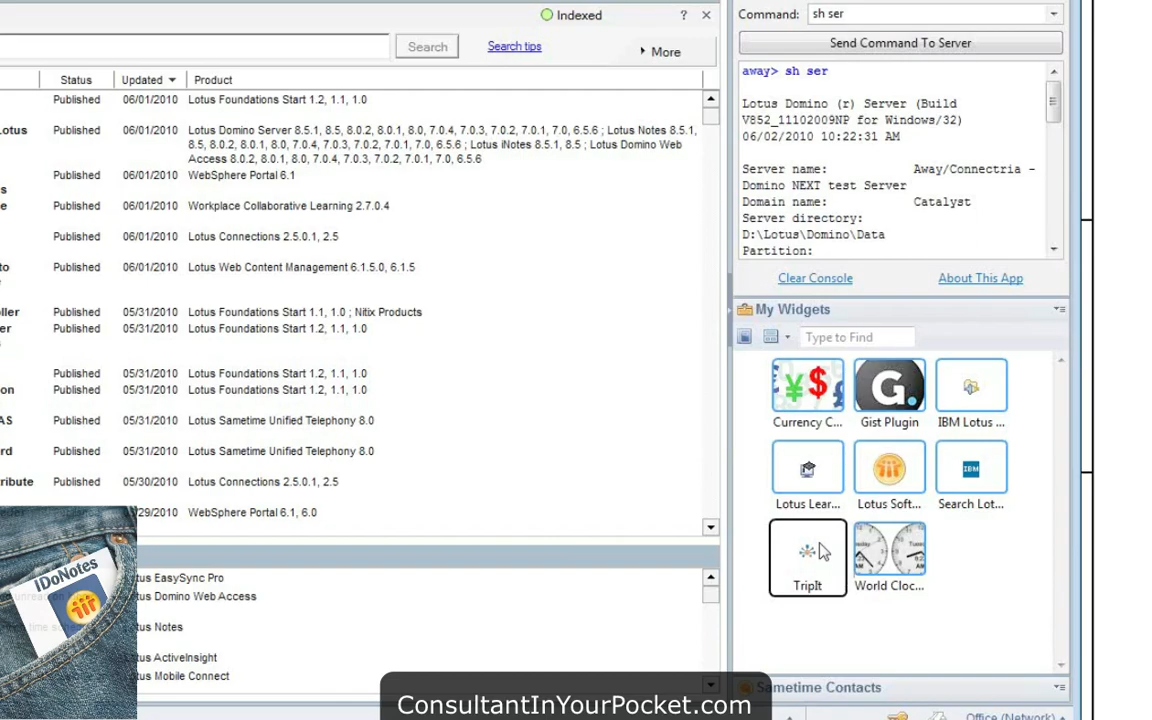 Indexed
?
Search
Search tips
More
Status Updated Product
Published 06/01/2010 Lotus Foundations Start 1.2, 1.1, 1.0
Lotus Published 06/01/2010 Lotus Domino Server 8.5.1, 8.5, 8.0.2, 8.0.1, 8.0, 7.0.4, 7.0.3, 7.0.2, 7.0.1, 7.0, 6.5.6 ; Lotus Notes 8.5.1,
8.5, 8.0.2, 8.0.1, 8.0, 7.0.4, 7.0.3, 7.0.2, 7.0.1, 7.0, 6.5.6 ; Lotus iNotes 8.5.1, 8.5 ; Lotus Domino Web
Access 8.0.2, 8.0.1, 8.0, 7.0.4, 7.0.3, 7.0.2, 7.0.1, 7.0, 6.5.6
Published 06/01/2010 WebSphere Portal 6.1
s
e Published 06/01/2010 Workplace Collaborative Learning 2.7.0.4
Published 06/01/2010 Lotus Connections 2.5.0.1, 2.5
to Published 06/01/2010 Lotus Web Content Management 6.1.5.0, 6.1.5
e
ller Published 05/31/2010 Lotus Foundations Start 1.1, 1.0 ; Nitix Products
er Published 05/31/2010 Lotus Foundations Start 1.2, 1.1, 1.0
s
Published 05/31/2010 Lotus Foundations Start 1.2, 1.1, 1.0
on Published 05/31/2010 Lotus Foundations Start 1.2, 1.1, 1.0
AS Published 05/31/2010 Lotus Sametime Unified Telephony 8.0
rd Published 05/31/2010 Lotus Sametime Unified Telephony 8.0
tribute Published 05/30/2010 Lotus Connections 2.5.0.1, 2.5
/29/2010 WebSphere Portal 6.1, 6.0
IDoNotes
otus EasySync Pro
otus Domino Web Access
otus Notes
otus ActiveInsight
otus Mobile Connect
Command: sh ser
Send Command To Server
away> sh ser
Lotus Domino (r) Server (Build
V852_11102009NP for Windows/32)
06/02/2010 10:22:31 AM
Server name: Away/Connectria -
Domino NEXT test Server
Domain name: Catalyst
Server directory:
D:\Lotus\Domino\Data
Partition:
Clear Console About This App
My Widgets
Type to Find
G.
Currency C... Gist Plugin IBM Lotus ...
IBM
Lotus Lear... Lotus Soft... Search Lot...
TripIt World Cloc...
Sametime Contacts
Office (Network)
ConsultantInYourPocket.com